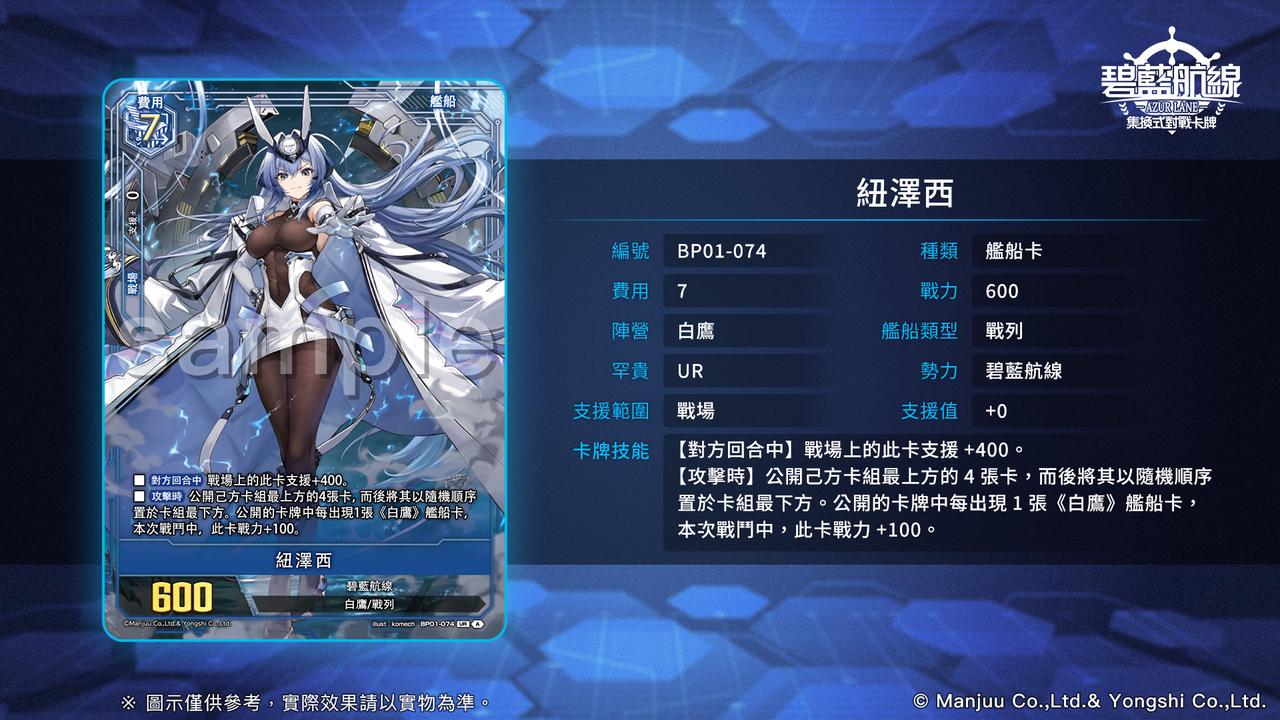 碧藍航線
AZUR LANE
集換式對戰卡牌
費用
7
艦船
支援+ 0
戰場
sample
■ 對方回合中 戰場上的此卡支援+400。
■ 攻擊時 公開己方卡組最上方的4張卡, 而後將其以隨機順序
置於卡組最下方。公開的卡牌中每出現1張《白鷹》艦船卡,
本次戰鬥中, 此卡戰力+100。
紐澤西
600
碧藍航線
白鷹/戰列
©Manjuu Co.,Ltd.& Yongshi Co.,Ltd.
illust : komech BP01-074 UR A
紐澤西
編號 BP01-074 種類 艦船卡
費用 7 戰力 600
陣營 白鷹 艦船類型 戰列
罕貴 UR 勢力 碧藍航線
支援範圍 戰場 支援值 +0
卡牌技能 【對方回合中】戰場上的此卡支援 +400。
【攻擊時】公開己方卡組最上方的 4 張卡，而後將其以隨機順序
置於卡組最下方。公開的卡牌中每出現 1 張《白鷹》艦船卡，
本次戰鬥中，此卡戰力 +100。
※ 圖示僅供參考，實際效果請以實物為準。
© Manjuu Co.,Ltd.& Yongshi Co.,Ltd.